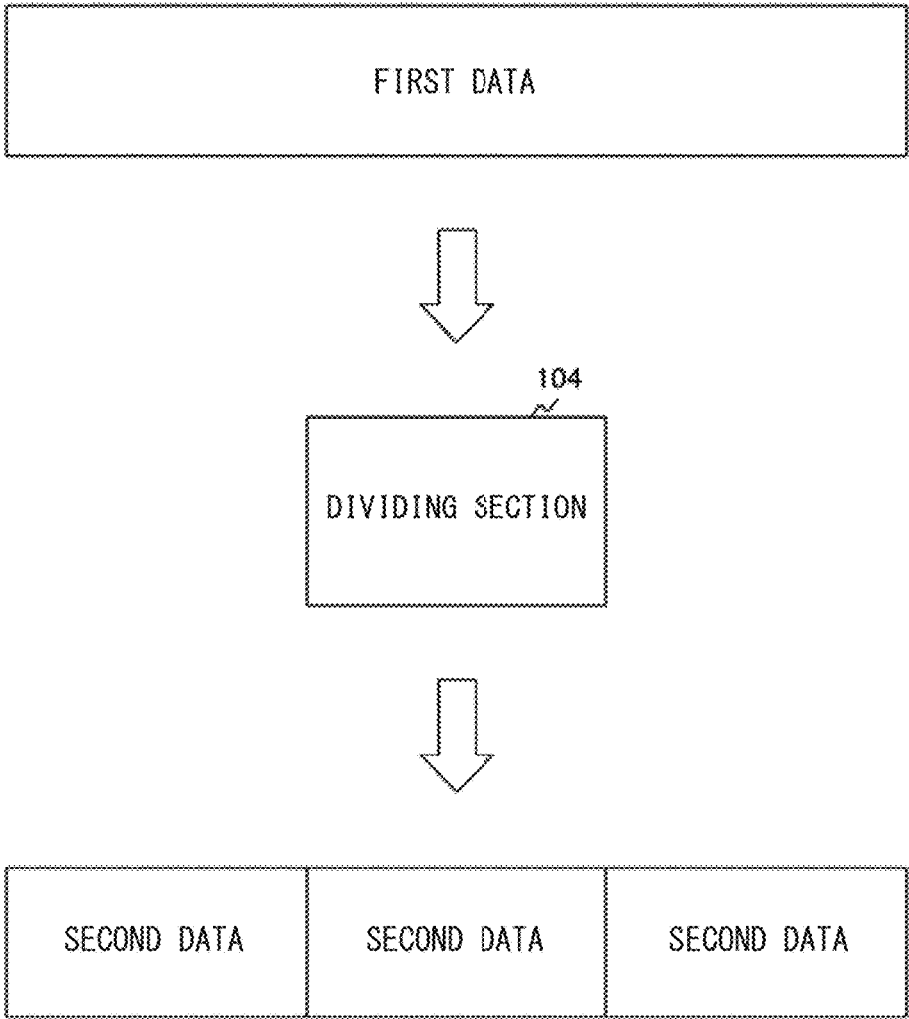 FIRST DATA
104
DIVIDING SECTION
SECOND DATA SECOND DATA SECOND DATA